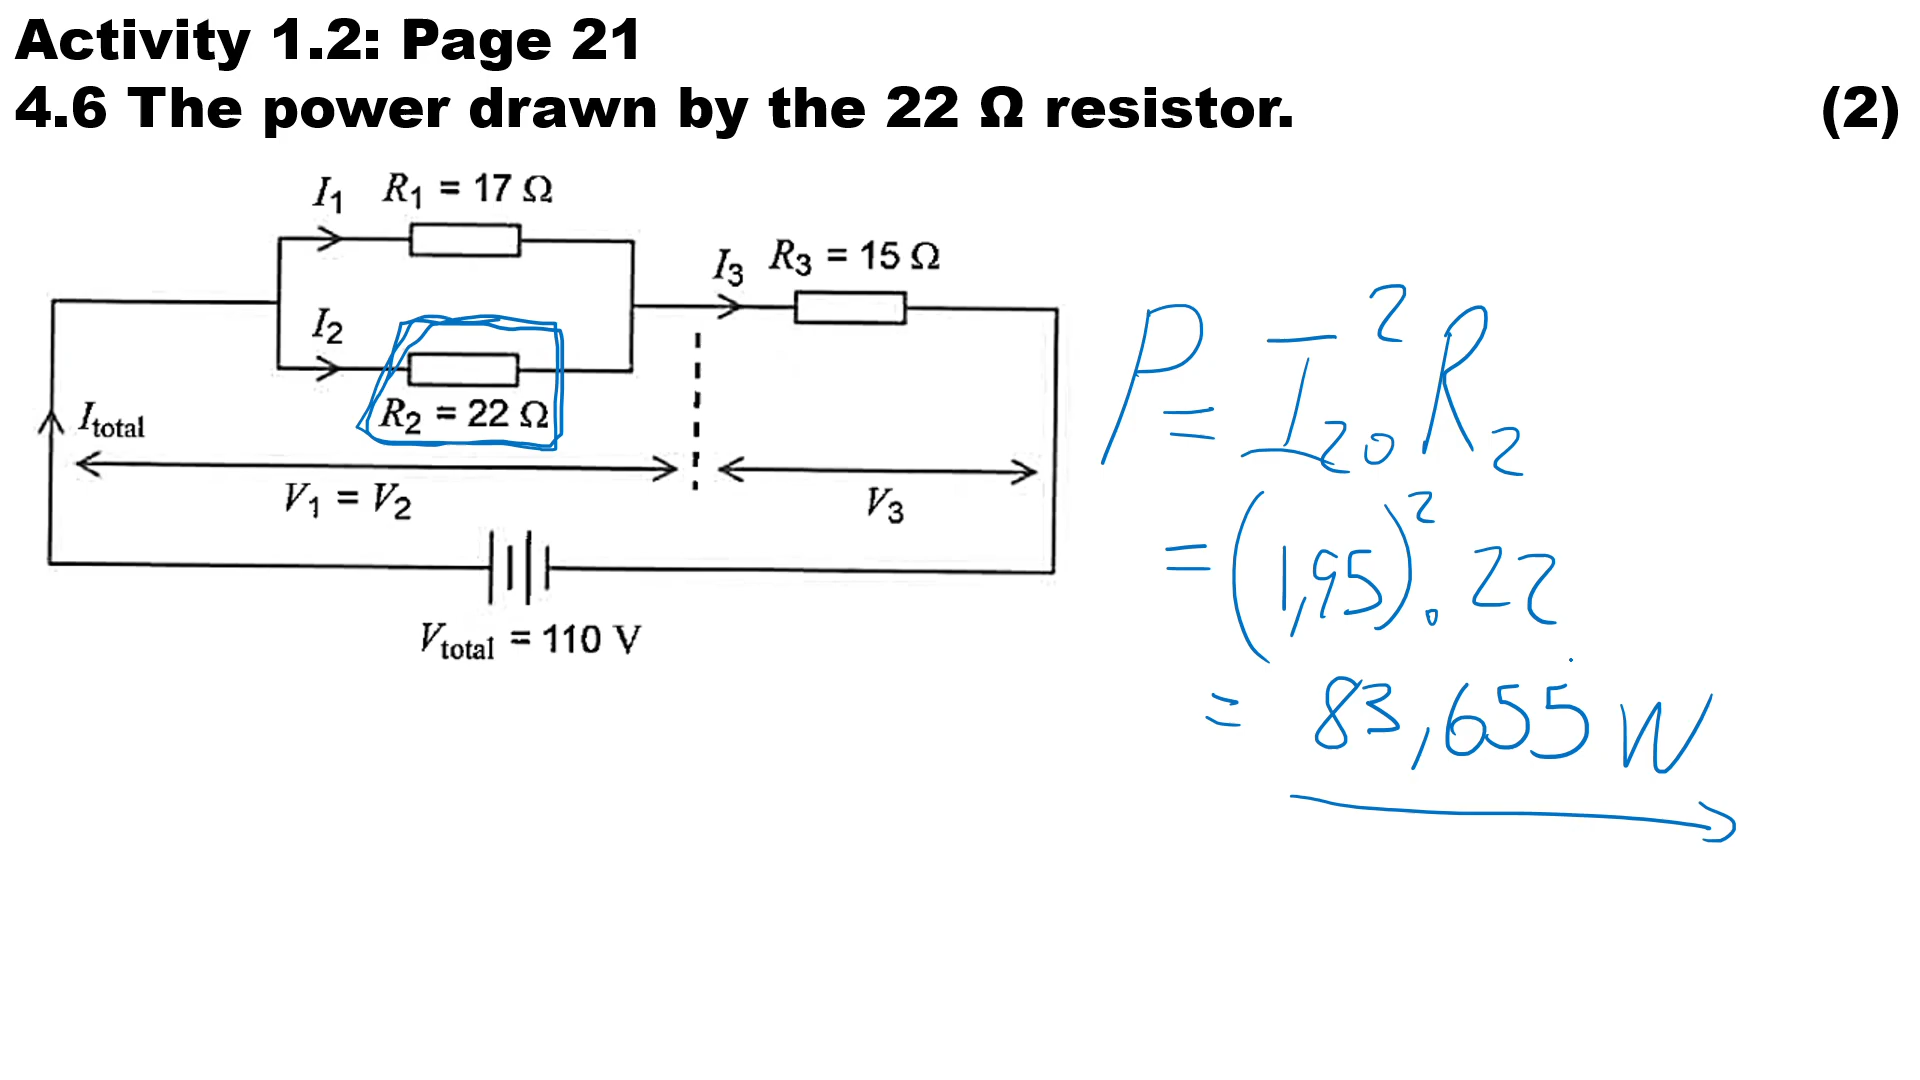 Activity 1.2: Page 21
4.6 The power drawn by the 22 Ω resistor. (2)
I₁ R₁ = 17 Ω
I₃ R₃ = 15 Ω
I₂
R₂ = 22 Ω
Itotal
V₁ = V₂
V₃
Vtotal = 110 V
P = I₂₀² R₂
= (1,95)² . 22
= 83,655 W